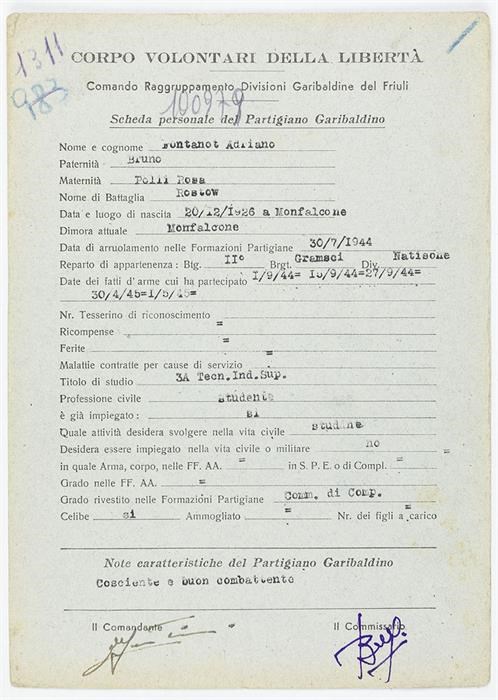 1311
983
CORPO VOLONTARI DELLA LIBERTÀ
Comando Raggruppamento Divisioni Garibaldine del Friuli
100979
Scheda personale del Partigiano Garibaldino
Nome e cognome Fontanot Adriano
Paternità Bruno
Maternità Polli Rosa
Nome di Battaglia Rostow
Data e luogo di nascita 20/12/1926 a Monfalcone
Dimora attuale Monfalcone
Data di arruolamento nelle Formazioni Partigiane 30/7/1944
Reparto di appartenenza : Btg. II° Brgt. Gramsci Div. Natisone
Date dei fatti d'arme cui ha partecipato 1/9/44= 15/9/44=27/9/44=
30/4/45=1/5/45=
Nr. Tesserino di riconoscimento
Ricompense =
Ferite =
Malattie contratte per cause di servizio =
Titolo di studio 3A Tecn.Ind.Sup.
Professione civile studente
è già impiegato : si
Quale attività desidera svolgere nella vita civile studine
Desidera essere impiegato nella vita civile o militare no =
in quale Arma, corpo, nelle FF. AA. = in S. P. E. o di Compl. =
Grado nelle FF. AA. =
Grado rivestito nelle Formazioni Partigiane Comm. di Comp.
Celibe si Ammogliato = Nr. dei figli a carico =
Note caratteristiche del Partigiano Garibaldino
Cosciente e buon combattente
Il Comandante Il Commissario